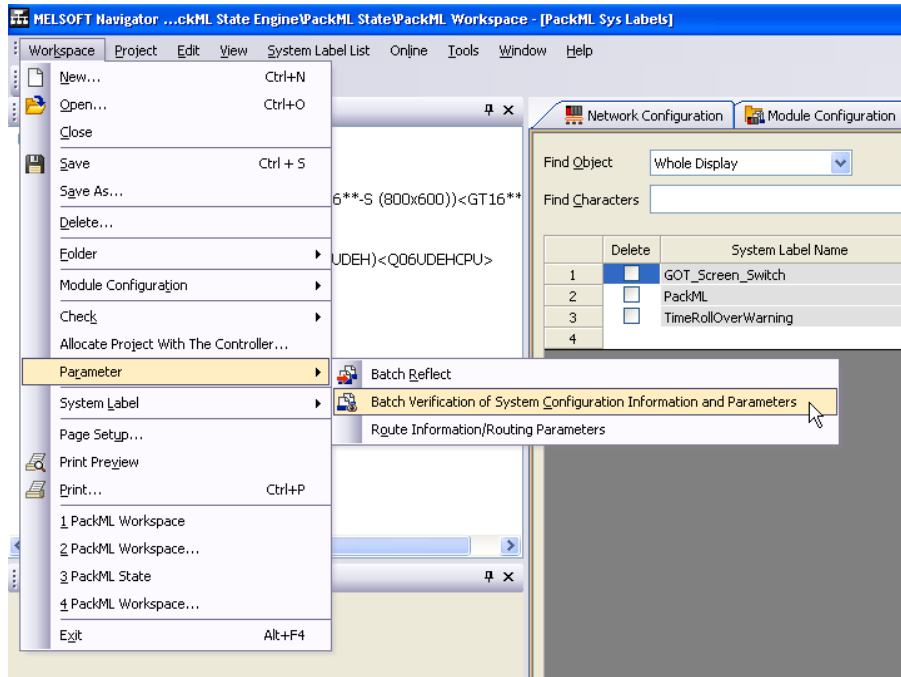 MELSOFT Navigator ...ckML State Engine\PackML State\PackML Workspace - [PackML Sys Labels]
Workspace Project Edit View System Label List Online Tools Window Help
New... Ctrl+N
Open... Ctrl+O
Close
Save Ctrl + S
Save As...
Delete...
Folder
Module Configuration
Check
Allocate Project With The Controller...
Parameter
System Label
Page Setup...
Print Preview
Print... Ctrl+P
1 PackML Workspace
2 PackML Workspace...
3 PackML State
4 PackML Workspace...
Exit Alt+F4
Batch Reflect
Batch Verification of System Configuration Information and Parameters
Route Information/Routing Parameters
6**-S (800x600))<GT16**
UDEH)<Q06UDEHCPU>
Network Configuration Module Configuration
Find Object Whole Display
Find Characters
Delete System Label Name
1 GOT_Screen_Switch
2 PackML
3 TimeRollOverWarning
4